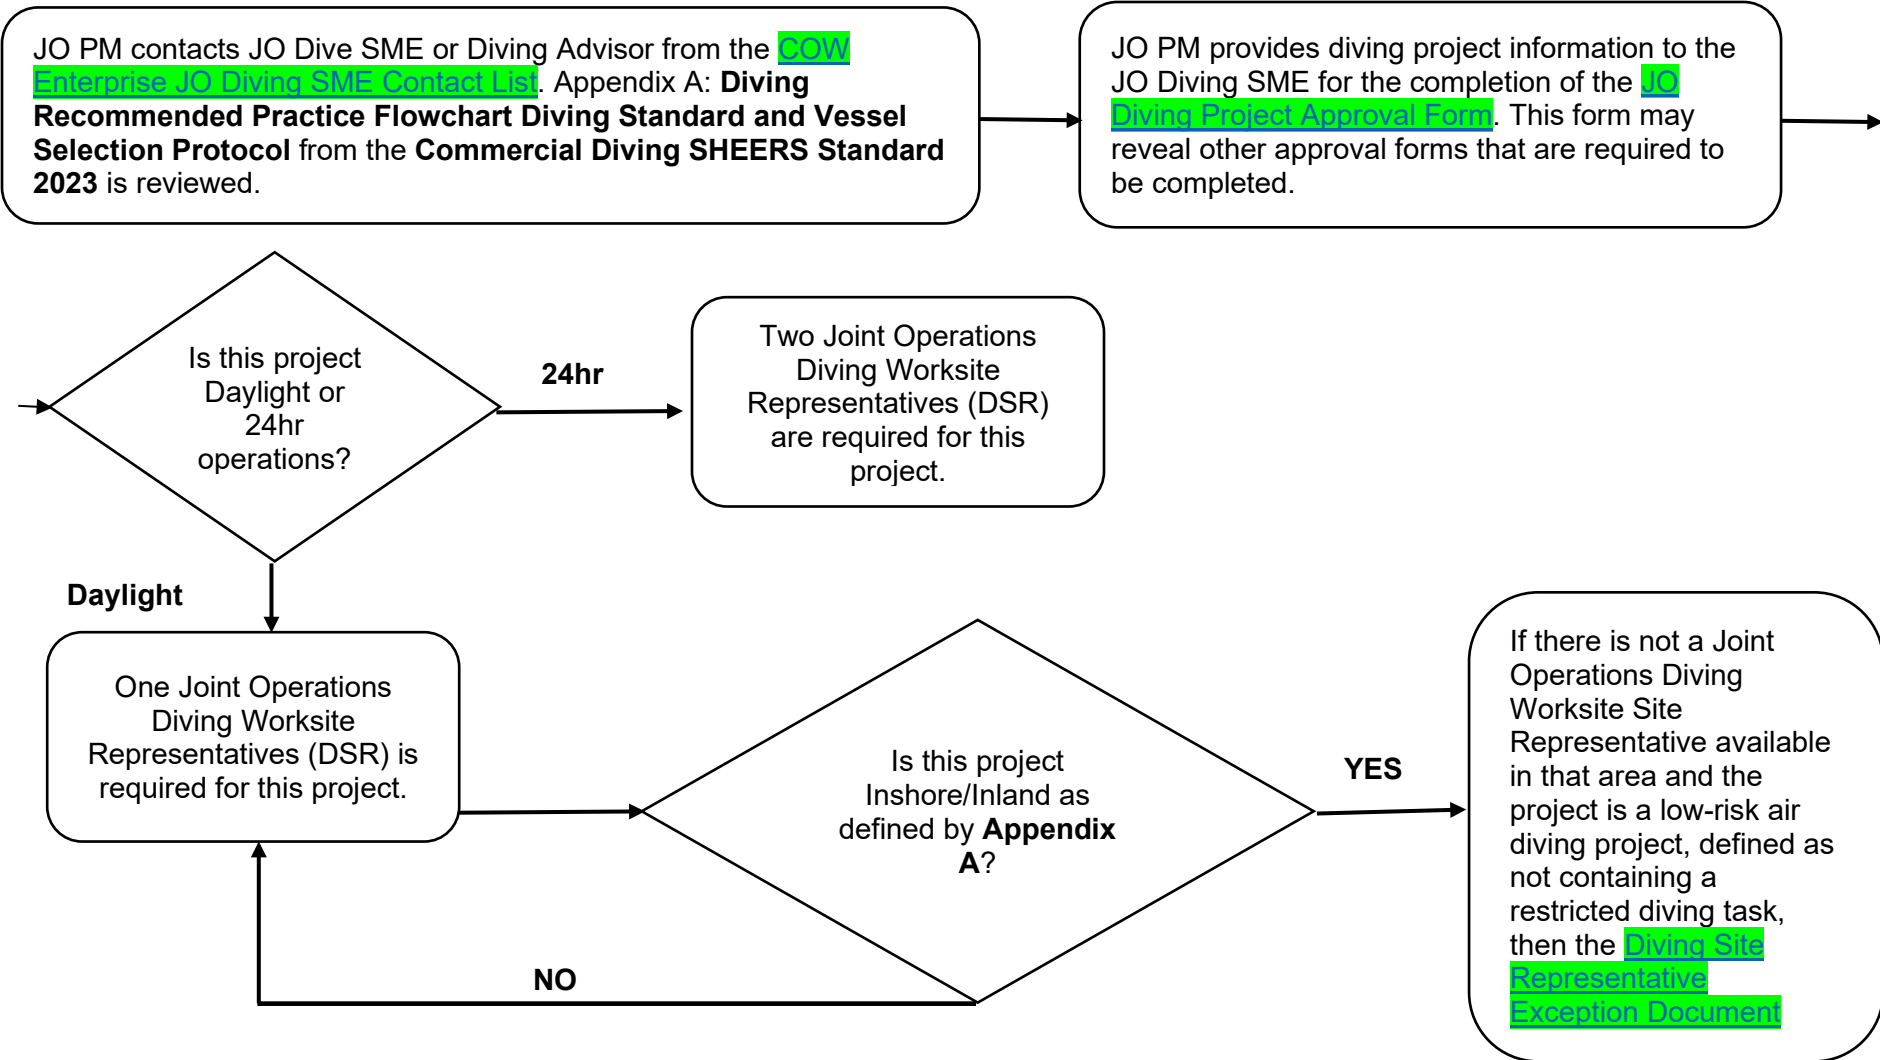 JO PM contacts JO Dive SME or Diving Advisor from the COW
Enterprise JO Diving SME Contact List. Appendix A: Diving
Recommended Practice Flowchart Diving Standard and Vessel
Selection Protocol from the Commercial Diving SHEERS Standard
2023 is reviewed.
JO PM provides diving project information to the
JO Diving SME for the completion of the JO
Diving Project Approval Form. This form may
reveal other approval forms that are required to
be completed.
Is this project
Daylight or
24hr
operations?
24hr
Two Joint Operations
Diving Worksite
Representatives (DSR)
are required for this
project.
Daylight
One Joint Operations
Diving Worksite
Representatives (DSR) is
required for this project.
Is this project
Inshore/Inland as
defined by Appendix
A?
YES
NO
If there is not a Joint
Operations Diving
Worksite Site
Representative available
in that area and the
project is a low-risk air
diving project, defined as
not containing a
restricted diving task,
then the Diving Site
Representative
Exception Document